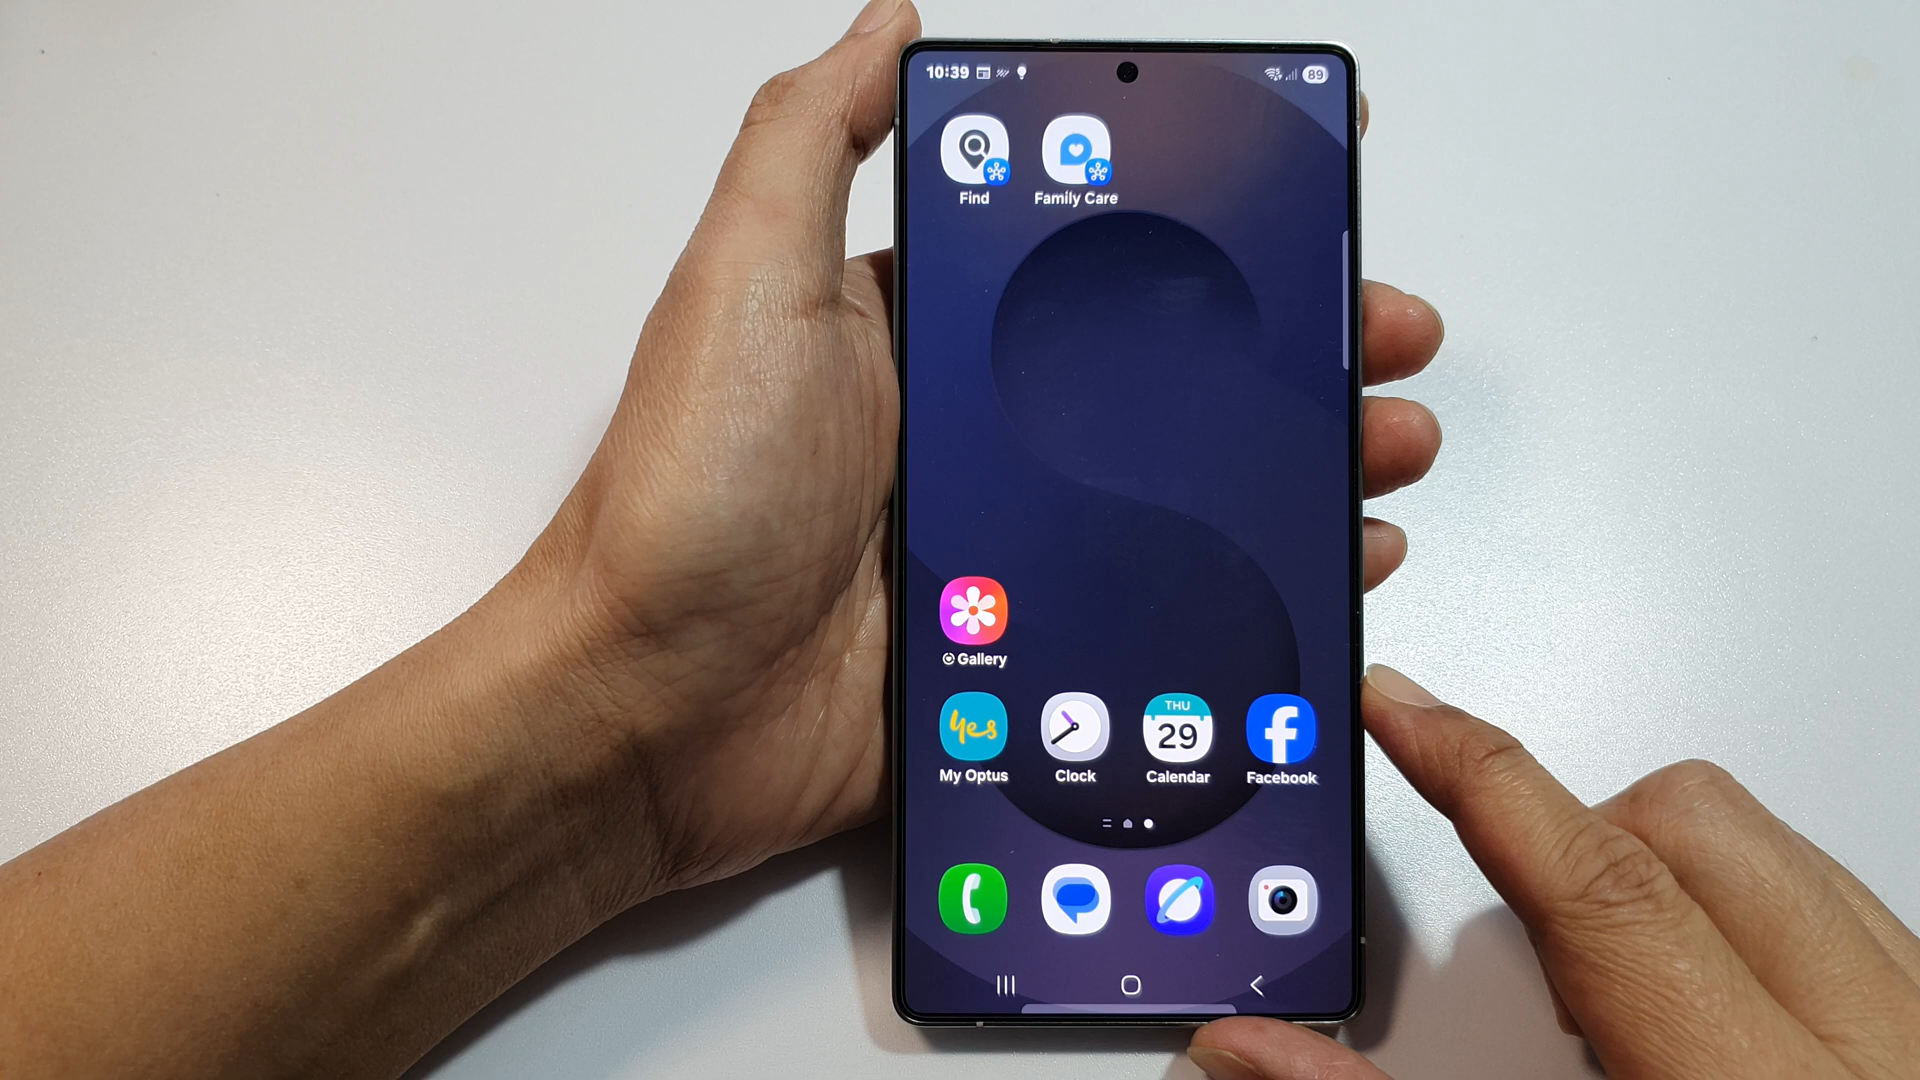 10:39
89
Find
Family Care
Gallery
yes
My Optus
Clock
THU
29
Calendar
f
Facebook